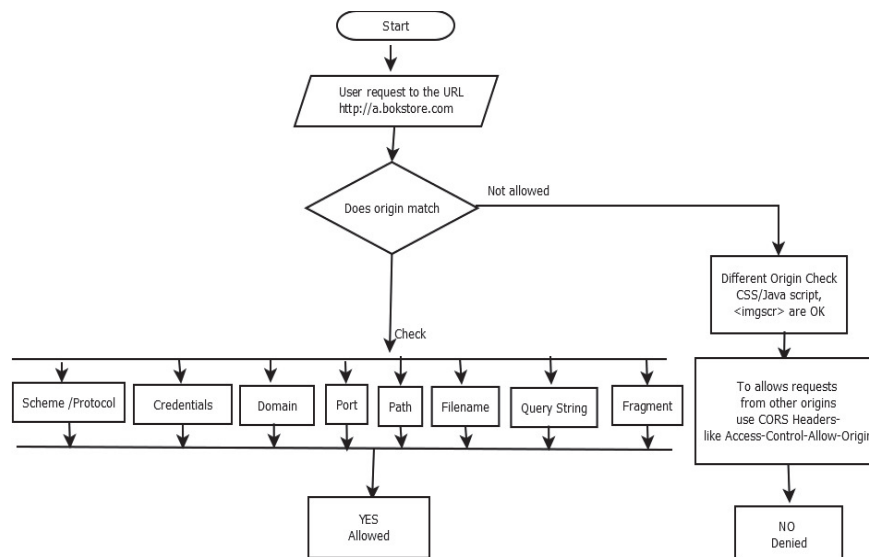 Start
User request to the URL
http://a.bokstore.com
Does origin match
Not allowed
Different Origin Check
CSS/Java script,
<imgscr> are OK
Check
Scheme /Protocol
Credentials
Domain
Port
Path
Filename
Query String
Fragment
To allows requests
from other origins
use CORS Headers-
like Access-Control-Allow-Origin
YES
Allowed
NO
Denied